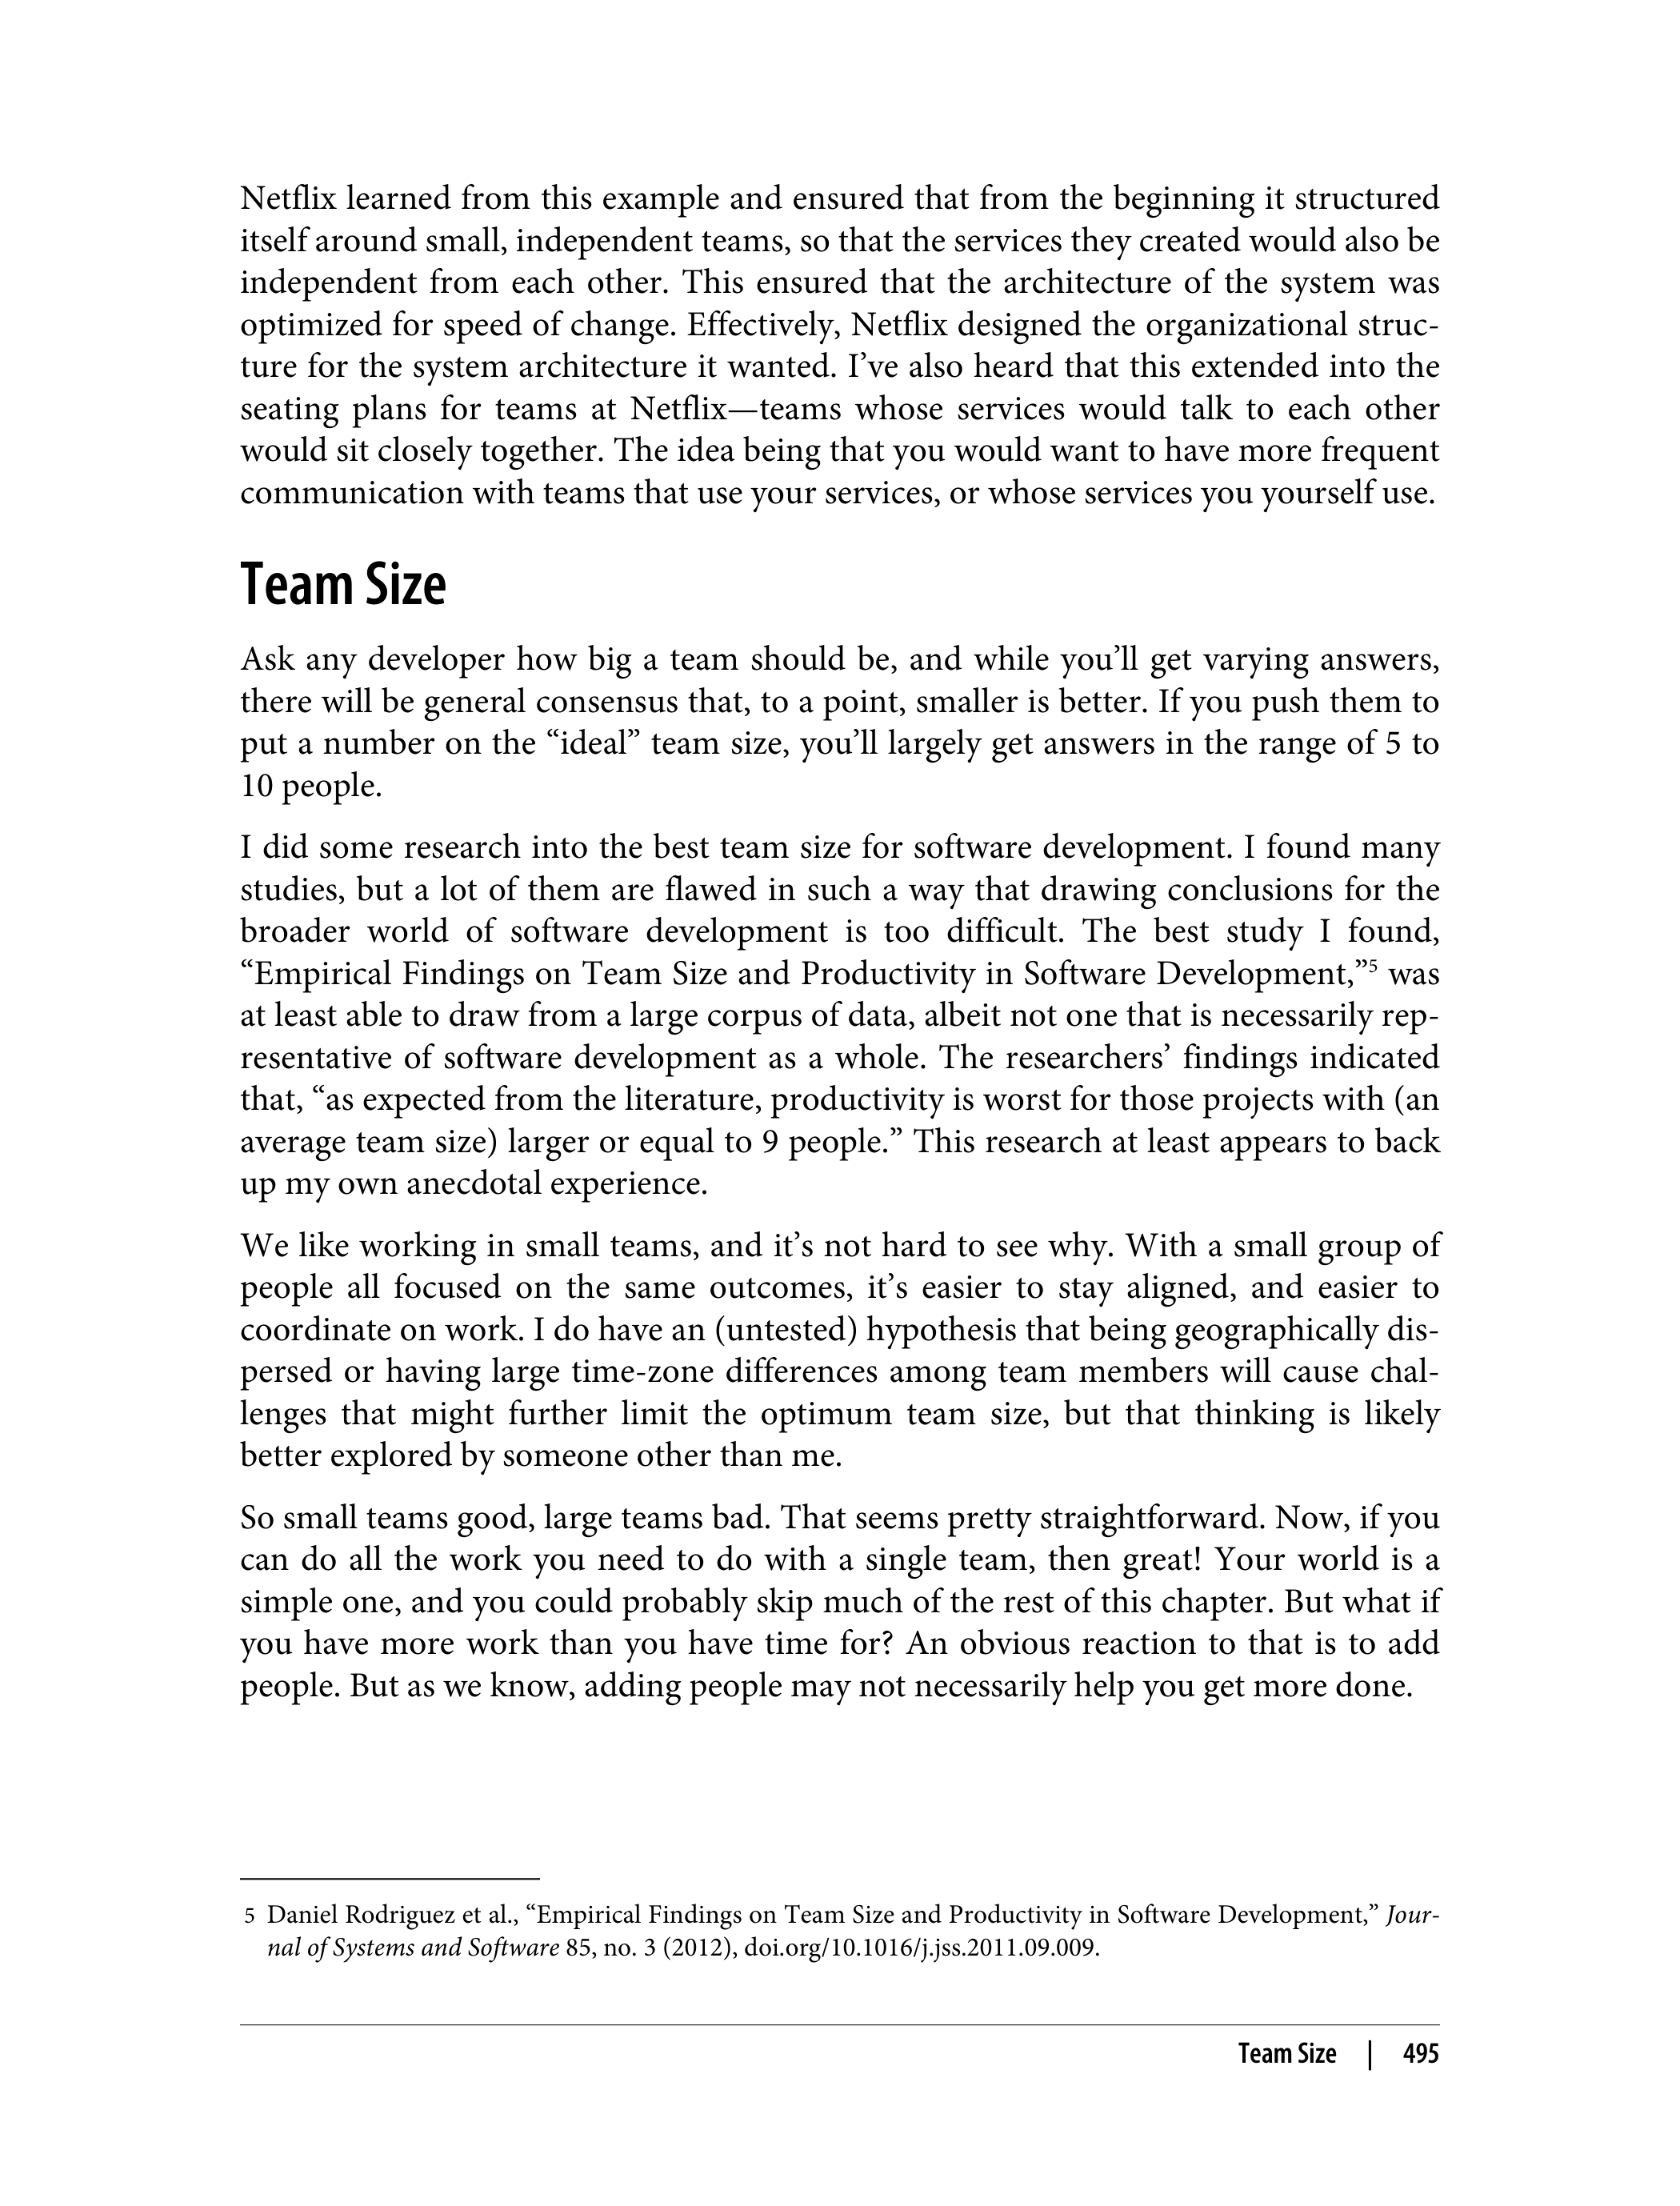 Netflix learned from this example and ensured that from the beginning it structured
itself around small, independent teams, so that the services they created would also be
independent from each other. This ensured that the architecture of the system was
optimized for speed of change. Effectively, Netflix designed the organizational struc-
ture for the system architecture it wanted. I’ve also heard that this extended into the
seating plans for teams at Netflix—teams whose services would talk to each other
would sit closely together. The idea being that you would want to have more frequent
communication with teams that use your services, or whose services you yourself use.
Team Size
Ask any developer how big a team should be, and while you’ll get varying answers,
there will be general consensus that, to a point, smaller is better. If you push them to
put a number on the “ideal” team size, you’ll largely get answers in the range of 5 to
10 people.
I did some research into the best team size for software development. I found many
studies, but a lot of them are flawed in such a way that drawing conclusions for the
broader world of software development is too difficult. The best study I found,
“Empirical Findings on Team Size and Productivity in Software Development,”5 was
at least able to draw from a large corpus of data, albeit not one that is necessarily rep-
resentative of software development as a whole. The researchers’ findings indicated
that, “as expected from the literature, productivity is worst for those projects with (an
average team size) larger or equal to 9 people.” This research at least appears to back
up my own anecdotal experience.
We like working in small teams, and it’s not hard to see why. With a small group of
people all focused on the same outcomes, it’s easier to stay aligned, and easier to
coordinate on work. I do have an (untested) hypothesis that being geographically dis-
persed or having large time-zone differences among team members will cause chal-
lenges that might further limit the optimum team size, but that thinking is likely
better explored by someone other than me.
So small teams good, large teams bad. That seems pretty straightforward. Now, if you
can do all the work you need to do with a single team, then great! Your world is a
simple one, and you could probably skip much of the rest of this chapter. But what if
you have more work than you have time for? An obvious reaction to that is to add
people. But as we know, adding people may not necessarily help you get more done.
5 Daniel Rodriguez et al., “Empirical Findings on Team Size and Productivity in Software Development,” Jour-
nal of Systems and Software 85, no. 3 (2012), doi.org/10.1016/j.jss.2011.09.009.
Team Size | 495